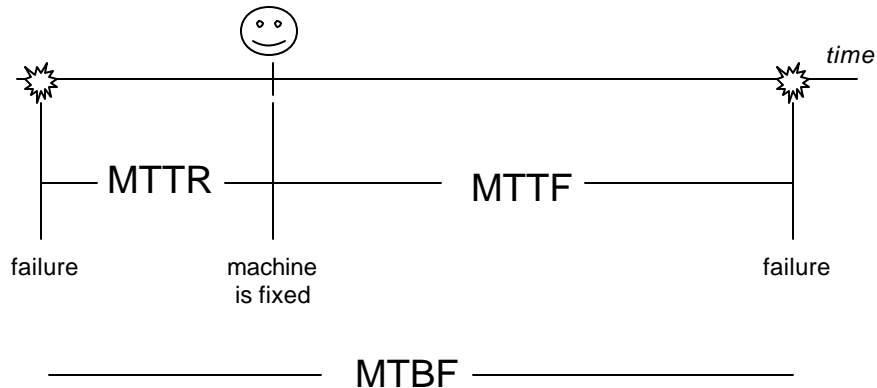 time
MTTR
MTTF
failure
machine
is fixed
failure
MTBF